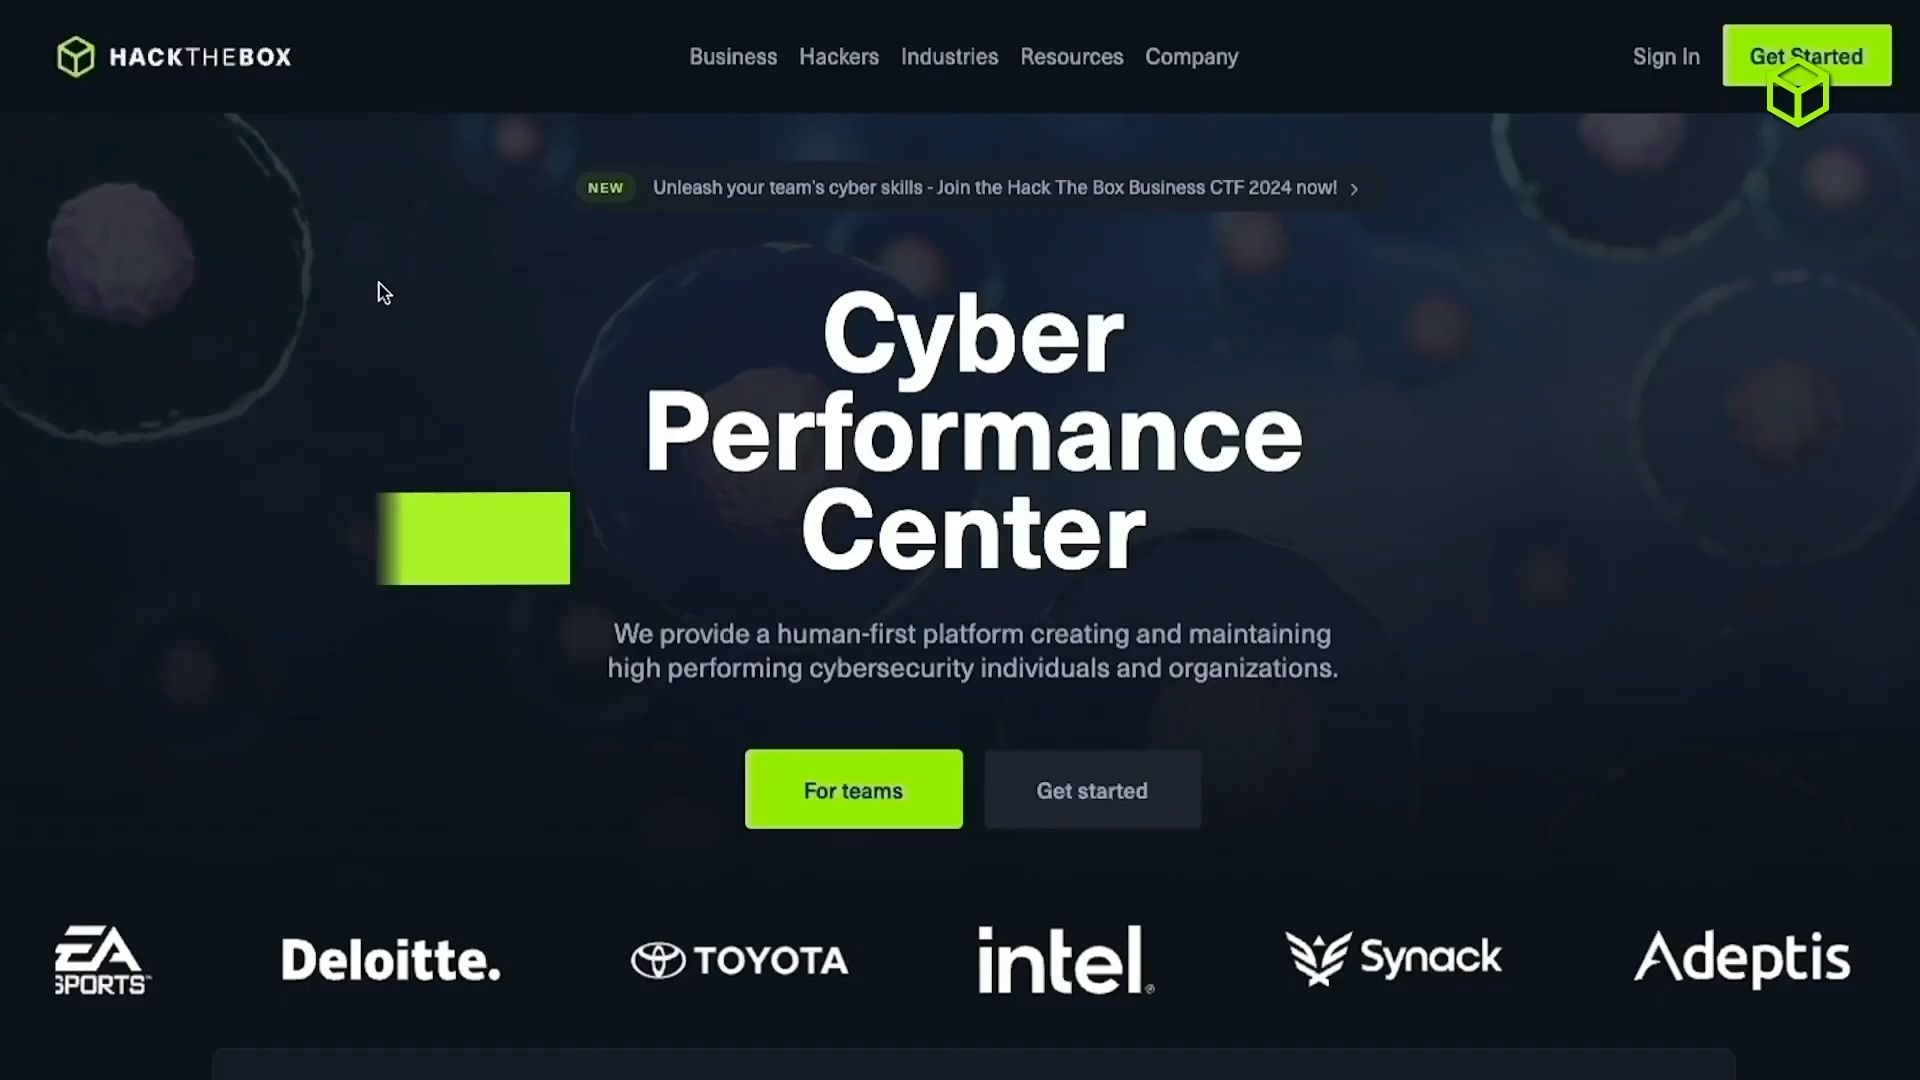 HACKTHEBOX
Business Hackers Industries Resources Company
Sign In
Get Started
NEW Unleash your team's cyber skills - Join the Hack The Box Business CTF 2024 now!
Cyber
Performance
Center
We provide a human-first platform creating and maintaining
high performing cybersecurity individuals and organizations.
For teams
Get started
EA
SPORTS™
Deloitte.
TOYOTA
intel®
Synack
Adeptis